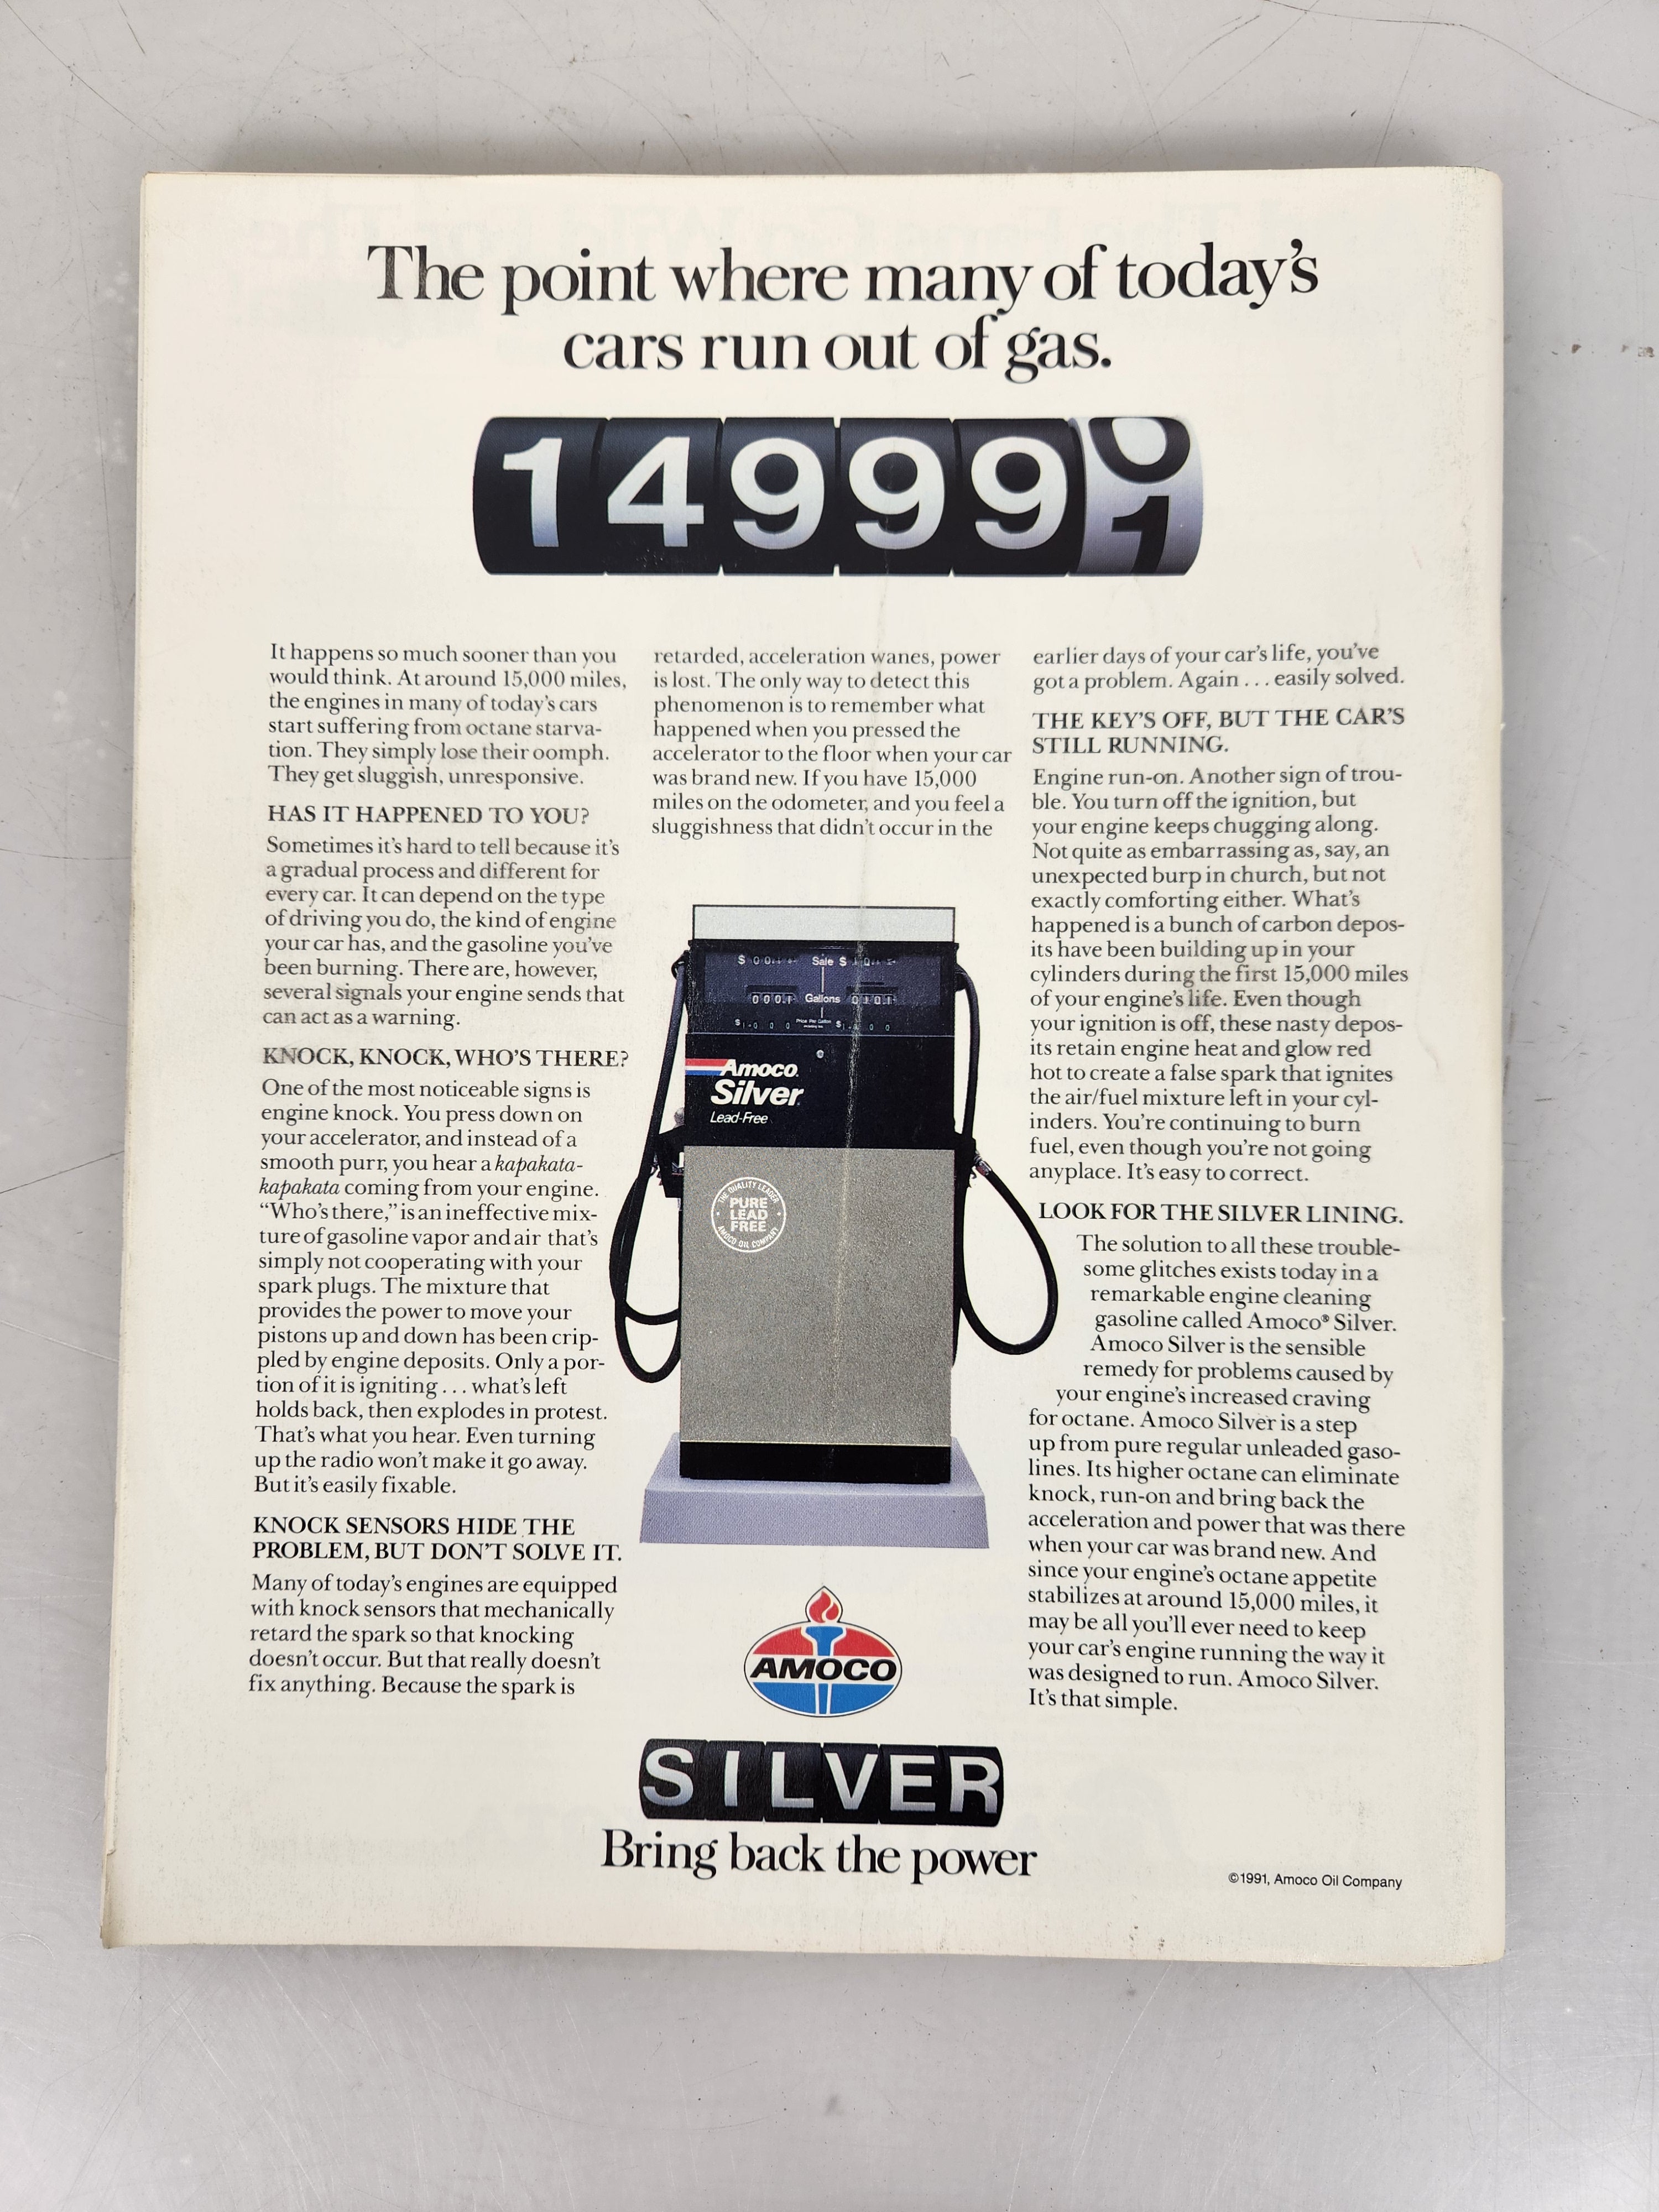 The point where many of today's
cars run out of gas.
14999 0
1
It happens so much sooner than you
would think. At around 15,000 miles,
the engines in many of today's cars
start suffering from octane starva-
tion. They simply lose their oomph.
They get sluggish, unresponsive.
HAS IT HAPPENED TO YOU?
Sometimes it's hard to tell because it's
a gradual process and different for
every car. It can depend on the type
of driving you do, the kind of engine
your car has, and the gasoline you've
been burning. There are, however,
several signals your engine sends that
can act as a warning.
KNOCK, KNOCK, WHO'S THERE?
One of the most noticeable signs is
engine knock. You press down on
your accelerator, and instead of a
smooth purr, you hear a kapakata-
kapakata coming from your engine.
“Who's there,” is an ineffective mix-
ture of gasoline vapor and air that's
simply not cooperating with your
spark plugs. The mixture that
provides the power to move your
pistons up and down has been crip-
pled by engine deposits. Only a por-
tion of it is igniting . . . what's left
holds back, then explodes in protest.
That's what you hear. Even turning
up the radio won't make it go away.
But it's easily fixable.
KNOCK SENSORS HIDE THE
PROBLEM, BUT DON'T SOLVE IT.
Many of today's engines are equipped
with knock sensors that mechanically
retard the spark so that knocking
doesn't occur. But that really doesn't
fix anything. Because the spark is
retarded, acceleration wanes, power
is lost. The only way to detect this
phenomenon is to remember what
happened when you pressed the
accelerator to the floor when your car
was brand new. If you have 15,000
miles on the odometer, and you feel a
sluggishness that didn't occur in the
earlier days of your car's life, you've
got a problem. Again . . . easily solved.
THE KEY'S OFF, BUT THE CAR'S
STILL RUNNING.
Engine run-on. Another sign of trou-
ble. You turn off the ignition, but
your engine keeps chugging along.
Not quite as embarrassing as, say, an
unexpected burp in church, but not
exactly comforting either. What's
happened is a bunch of carbon depos-
its have been building up in your
cylinders during the first 15,000 miles
of your engine's life. Even though
your ignition is off, these nasty depos-
its retain engine heat and glow red
hot to create a false spark that ignites
the air/fuel mixture left in your cyl-
inders. You're continuing to burn
fuel, even though you're not going
anyplace. It's easy to correct.
LOOK FOR THE SILVER LINING.
The solution to all these trouble-
some glitches exists today in a
remarkable engine cleaning
gasoline called Amoco® Silver.
Amoco Silver is the sensible
remedy for problems caused by
your engine's increased craving
for octane. Amoco Silver is a step
up from pure regular unleaded gaso-
lines. Its higher octane can eliminate
knock, run-on and bring back the
acceleration and power that was there
when your car was brand new. And
since your engine's octane appetite
stabilizes at around 15,000 miles, it
may be all you'll ever need to keep
your car's engine running the way it
was designed to run. Amoco Silver.
It's that simple.
$ Sale $
Gallons
Price Per Gallon
Amoco
Silver
Lead-Free
THE QUALITY LEADER
PURE
LEAD
FREE
AMOCO OIL COMPANY
AMOCO
SILVER
Bring back the power
©1991, Amoco Oil Company